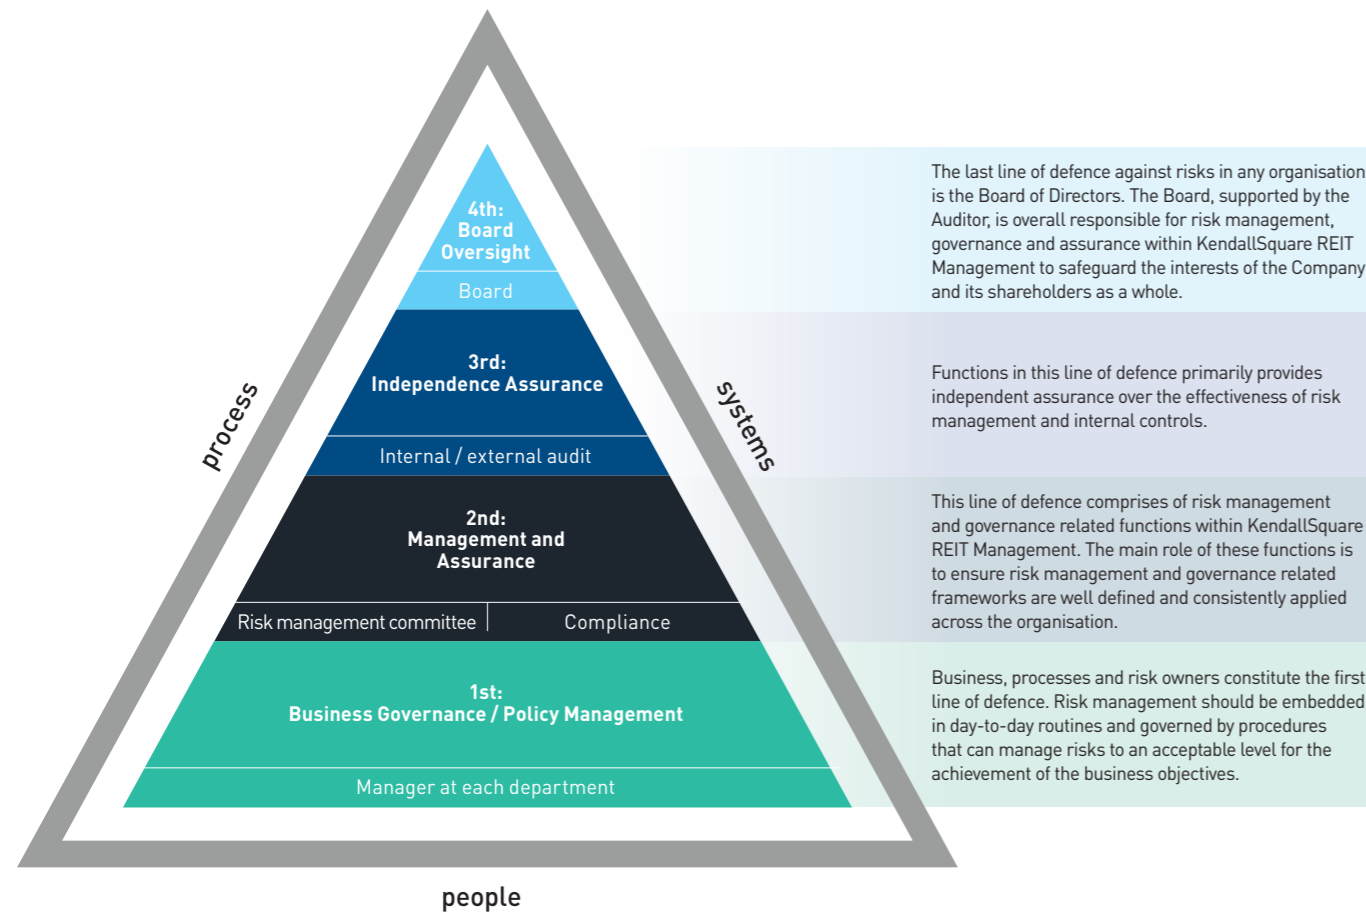 4th:
Board
Oversight
Board
The last line of defence against risks in any organisation
is the Board of Directors. The Board, supported by the
Auditor, is overall responsible for risk management,
governance and assurance within KendallSquare REIT
Management to safeguard the interests of the Company
and its shareholders as a whole.
3rd:
Independence Assurance
Internal / external audit
Functions in this line of defence primarily provides
independent assurance over the effectiveness of risk
management and internal controls.
process
systems
2nd:
Management and
Assurance
Risk management committee
Compliance
This line of defence comprises of risk management
and governance related functions within KendallSquare
REIT Management. The main role of these functions is
to ensure risk management and governance related
frameworks are well defined and consistently applied
across the organisation.
1st:
Business Governance / Policy Management
Manager at each department
Business, processes and risk owners constitute the first
line of defence. Risk management should be embedded
in day-to-day routines and governed by procedures
that can manage risks to an acceptable level for the
achievement of the business objectives.
people